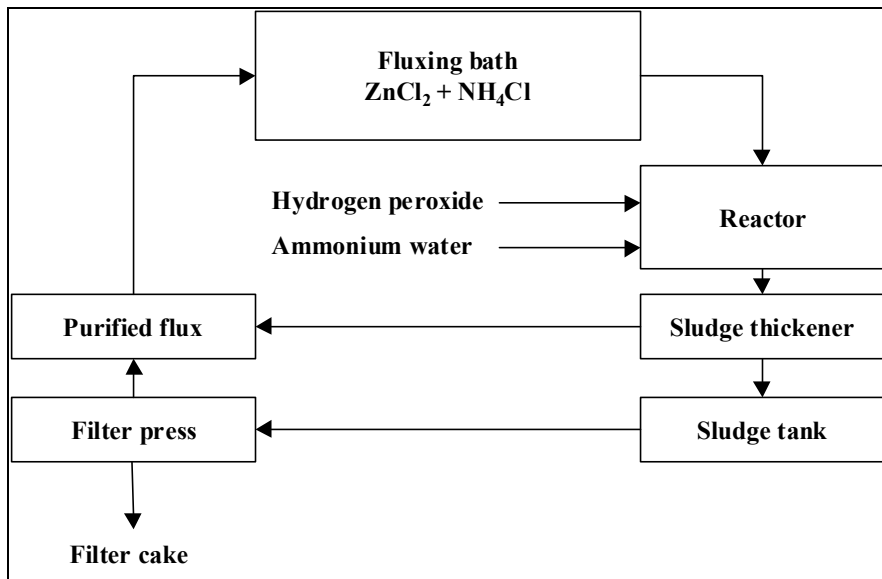 Fluxing bath
ZnCl₂ + NH₄Cl
Hydrogen peroxide
Ammonium water
Reactor
Purified flux
Sludge thickener
Filter press
Sludge tank
Filter cake